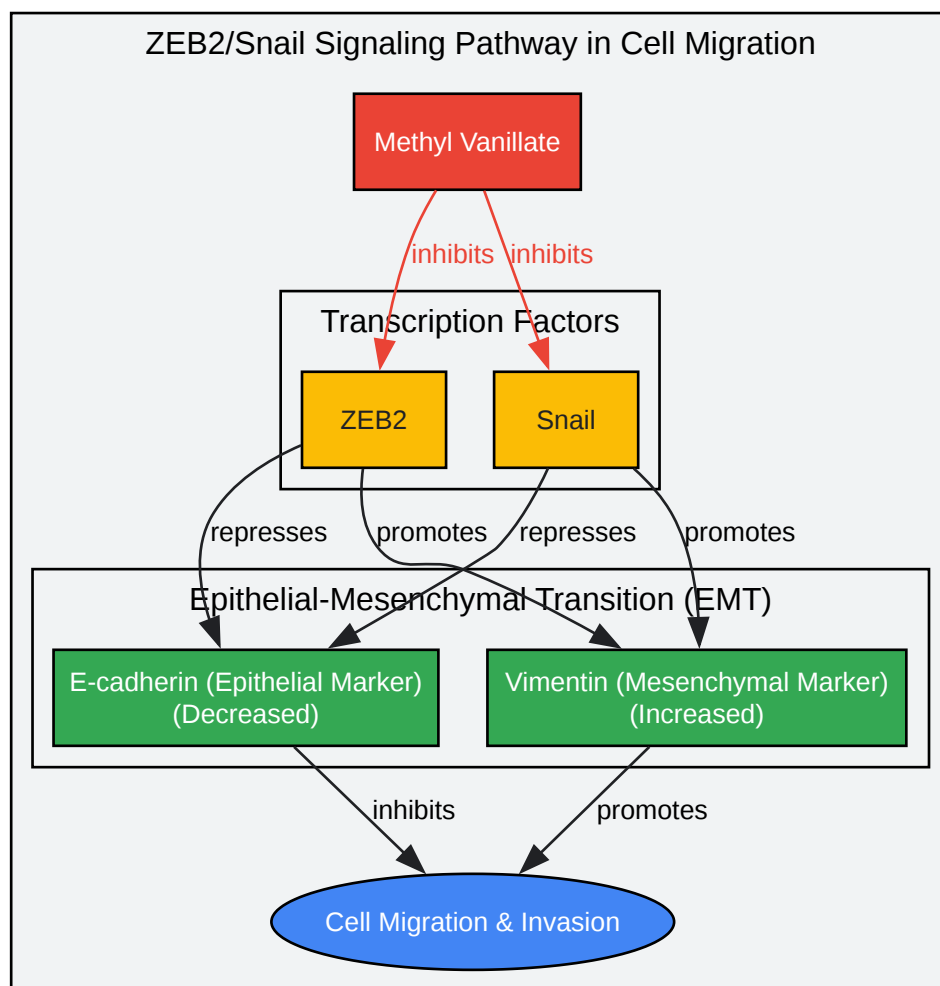 ZEB2/Snail Signaling Pathway in Cell Migration
Methyl Vanillate
inhibits
inhibits
Transcription Factors
ZEB2
Snail
represses
promotes
represses
promotes
Epithelial-Mesenchymal Transition (EMT)
E-cadherin (Epithelial Marker)
(Decreased)
Vimentin (Mesenchymal Marker)
(Increased)
inhibits
promotes
Cell Migration & Invasion